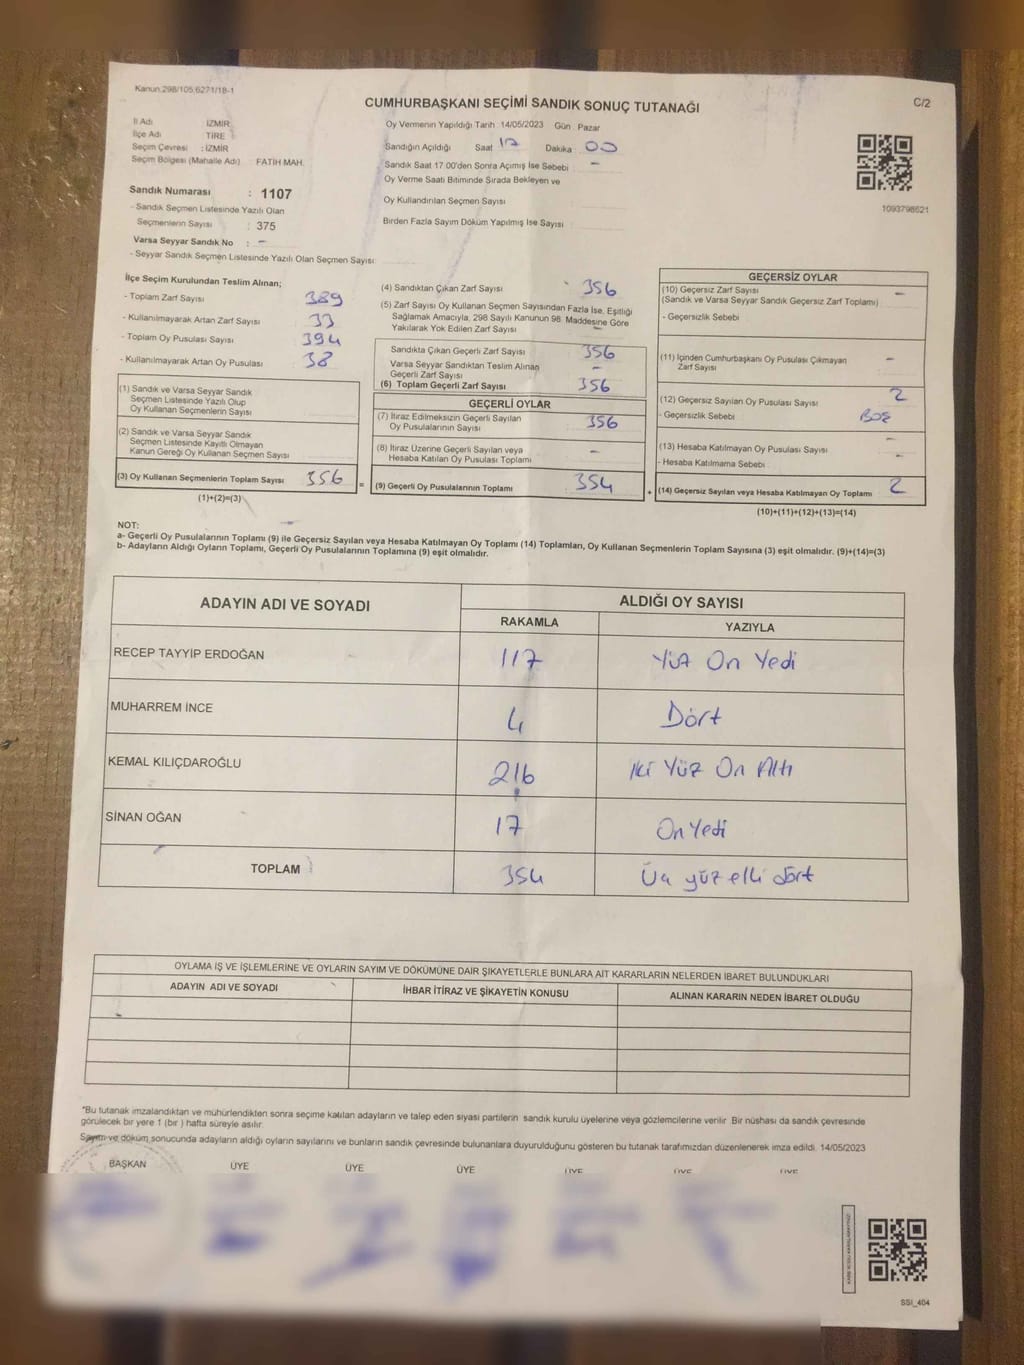 Kanun 298/105;6271/18-1
CUMHURBAŞKANI SEÇİMİ SANDIK SONUÇ TUTANAĞI
C/2
İl Adı İZMİR
İlçe Adı TİRE
Seçim Çevresi : İZMİR
Seçim Bölgesi (Mahalle Adı) FATİH MAH.
Sandık Numarası : 1107
- Sandık Seçmen Listesinde Yazılı Olan
Seçmenlerin Sayısı : 375
Varsa Seyyar Sandık No : -
- Seyyar Sandık Seçmen Listesinde Yazılı Olan Seçmen Sayısı:
Oy Vermenin Yapıldığı Tarih :14/05/2023 Gün : Pazar
Sandığın Açıldığı Saat 17 Dakika : 00
Sandık Saat 17.00'den Sonra Açılmış İse Sebebi -
Oy Verme Saati Bitiminde Sırada Bekleyen ve
Oy Kullandırılan Seçmen Sayısı
Birden Fazla Sayım Döküm Yapılmış İse Sayısı
1093798621
İlçe Seçim Kurulundan Teslim Alınan;
- Toplam Zarf Sayısı 389
- Kullanılmayarak Artan Zarf Sayısı 33
- Toplam Oy Pusulası Sayısı 394
- Kullanılmayarak Artan Oy Pusulası 38
(1) Sandık ve Varsa Seyyar Sandık
Seçmen Listesinde Yazılı Olup
Oy Kullanan Seçmenlerin Sayısı
(2) Sandık ve Varsa Seyyar Sandık
Seçmen Listesinde Kayıtlı Olmayan
Kanun Gereği Oy Kullanan Seçmen Sayısı
(3) Oy Kullanan Seçmenlerin Toplam Sayısı 356
(1)+(2)=(3)
(4) Sandıktan Çıkan Zarf Sayısı : 356
(5) Zarf Sayısı Oy Kullanan Seçmen Sayısından Fazla İse, Eşitliği
Sağlamak Amacıyla, 298 Sayılı Kanunun 98. Maddesine Göre
Yakılarak Yok Edilen Zarf Sayısı -
Sandıkta Çıkan Geçerli Zarf Sayısı 356
Varsa Seyyar Sandıktan Teslim Alınan
Geçerli Zarf Sayısı -
(6) Toplam Geçerli Zarf Sayısı 356
GEÇERLİ OYLAR
(7) İtiraz Edilmeksizin Geçerli Sayılan
Oy Pusulalarının Sayısı 356
(8) İtiraz Üzerine Geçerli Sayılan veya
Hesaba Katılan Oy Pusulası Toplamı -
= (9) Geçerli Oy Pusulalarının Toplamı 354
GEÇERSİZ OYLAR
(10) Geçersiz Zarf Sayısı -
(Sandık ve Varsa Seyyar Sandık Geçersiz Zarf Toplamı)
- Geçersizlik Sebebi
(11) İçinden Cumhurbaşkanı Oy Pusulası Çıkmayan -
Zarf Sayısı
(12) Geçersiz Sayılan Oy Pusulası Sayısı 2
- Geçersizlik Sebebi BOŞ
(13) Hesaba Katılmayan Oy Pusulası Sayısı -
- Hesaba Katılmama Sebebi -
+ (14) Geçersiz Sayılan veya Hesaba Katılmayan Oy Toplamı 2
(10)+(11)+(12)+(13)=(14)
NOT:
a- Geçerli Oy Pusulalarının Toplamı (9) ile Geçersiz Sayılan veya Hesaba Katılmayan Oy Toplamı (14) Toplamları, Oy Kullanan Seçmenlerin Toplam Sayısına (3) eşit olmalıdır. (9)+(14)=(3)
b- Adayların Aldığı Oyların Toplamı, Geçerli Oy Pusulalarının Toplamına (9) eşit olmalıdır.
ADAYIN ADI VE SOYADI ALDIĞI OY SAYISI
RAKAMLA YAZIYLA
RECEP TAYYİP ERDOĞAN 117 Yüz On Yedi
MUHARREM İNCE 4 Dört
KEMAL KILIÇDAROĞLU 216 İki Yüz On Altı
SİNAN OĞAN 17 On Yedi
TOPLAM 354 Üç yüz elli dört
OYLAMA İŞ VE İŞLEMLERİNE VE OYLARIN SAYIM VE DÖKÜMÜNE DAİR ŞİKAYETLERLE BUNLARA AİT KARARLARIN NELERDEN İBARET BULUNDUKLARI
ADAYIN ADI VE SOYADI İHBAR İTİRAZ VE ŞİKAYETİN KONUSU ALINAN KARARIN NEDEN İBARET OLDUĞU
"Bu tutanak imzalandıktan ve mühürlendikten sonra seçime katılan adayların ve talep eden siyasi partilerin sandık kurulu üyelerine veya gözlemcilerine verilir. Bir nüshası da sandık çevresinde
görülecek bir yere 1 (bir ) hafta süreyle asılır.
Sayım ve döküm sonucunda adayların aldığı oyların sayılarını ve bunların sandık çevresinde bulunanlara duyurulduğunu gösteren bu tutanak tarafımızdan düzenlenerek imza edildi. 14/05/2023
BAŞKAN ÜYE ÜYE ÜYE ÜYE ÜYE ÜYE
SSİ_404